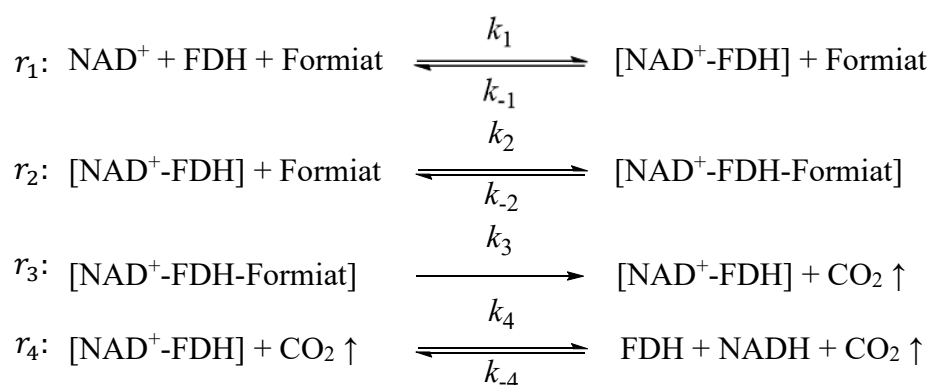 k₁
r₁: NAD⁺ + FDH + Formiat ⇌ [NAD⁺-FDH] + Formiat
k₋₁
k₂
r₂: [NAD⁺-FDH] + Formiat ⇌ [NAD⁺-FDH-Formiat]
k₋₂
k₃
r₃: [NAD⁺-FDH-Formiat] → [NAD⁺-FDH] + CO₂ ↑
k₄
r₄: [NAD⁺-FDH] + CO₂ ↑ ⇌ FDH + NADH + CO₂ ↑
k₋₄